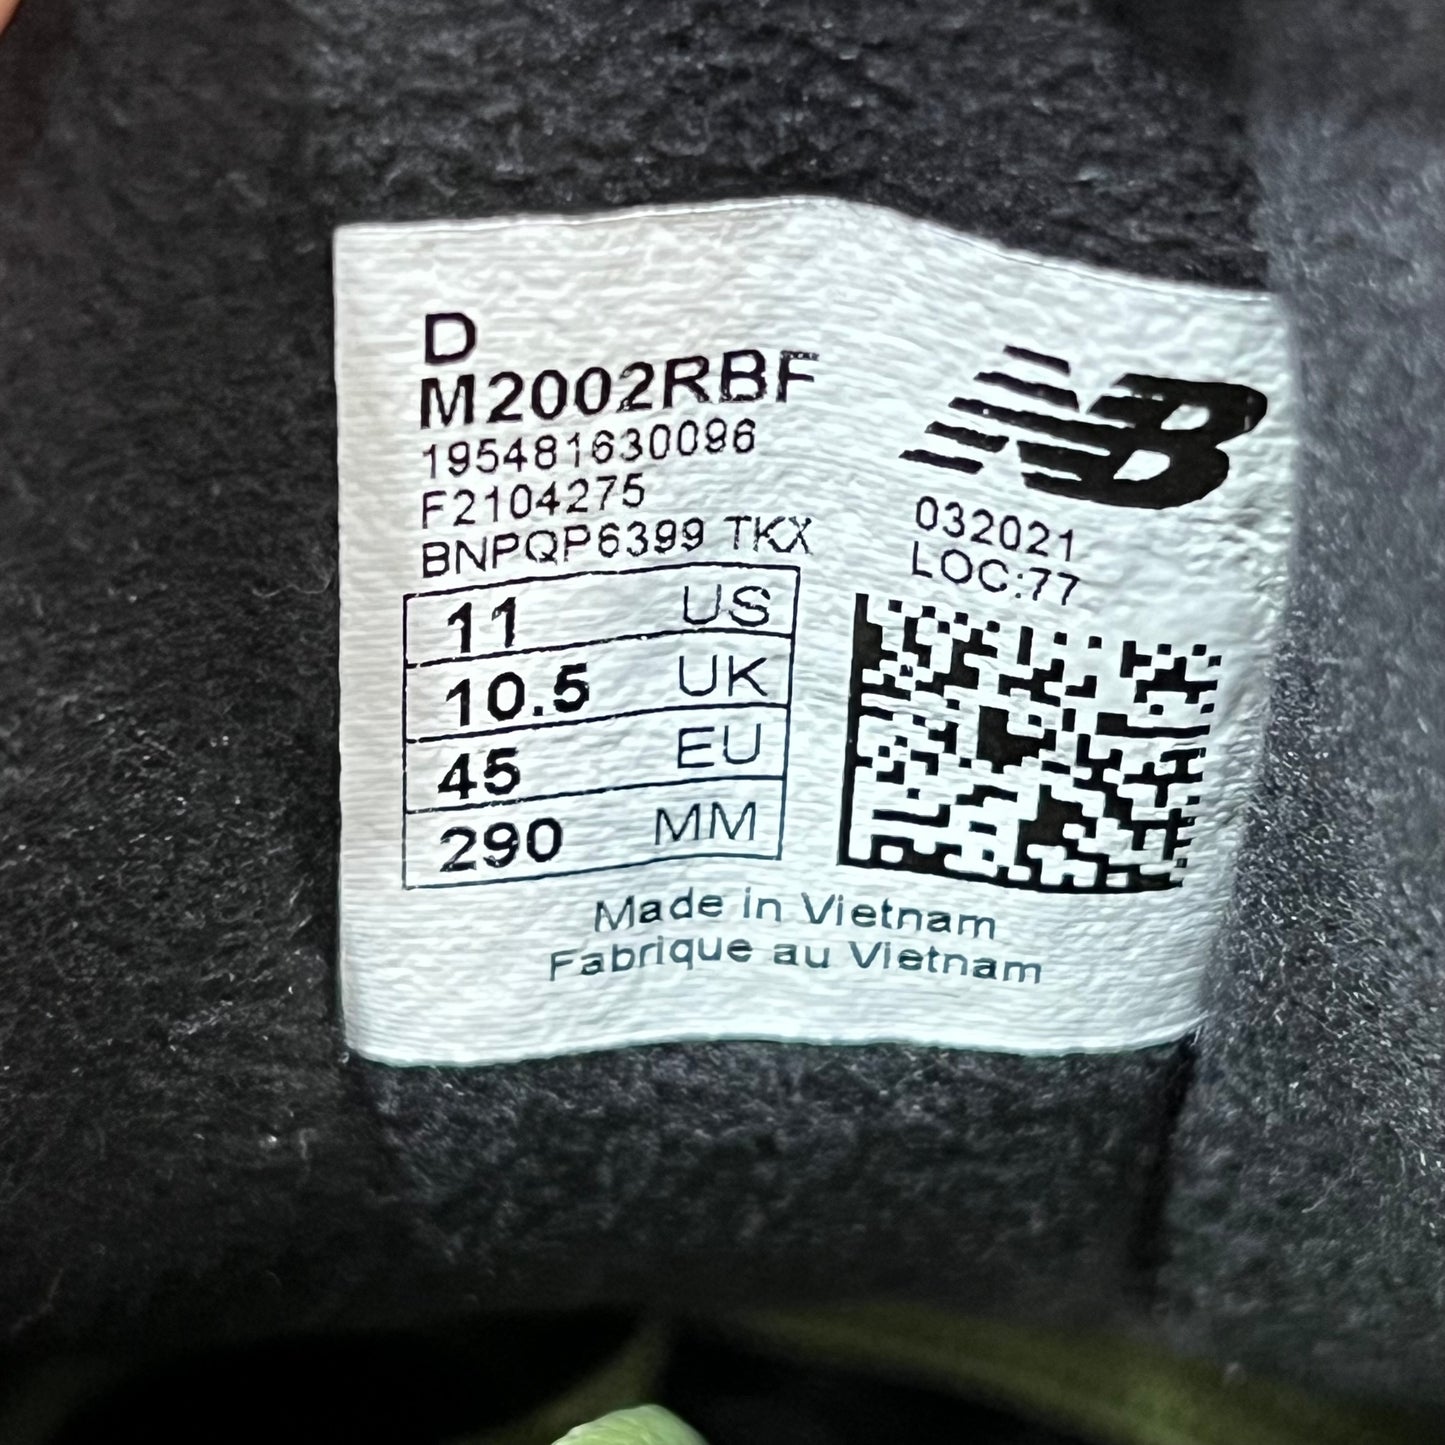 D
M2002RBF
195481630096
F2104275
BNPQP6399 TKX
11 US
10.5 UK
45 EU
290 MM
NB
032021
LOC:77
Made in Vietnam
Fabrique au Vietnam